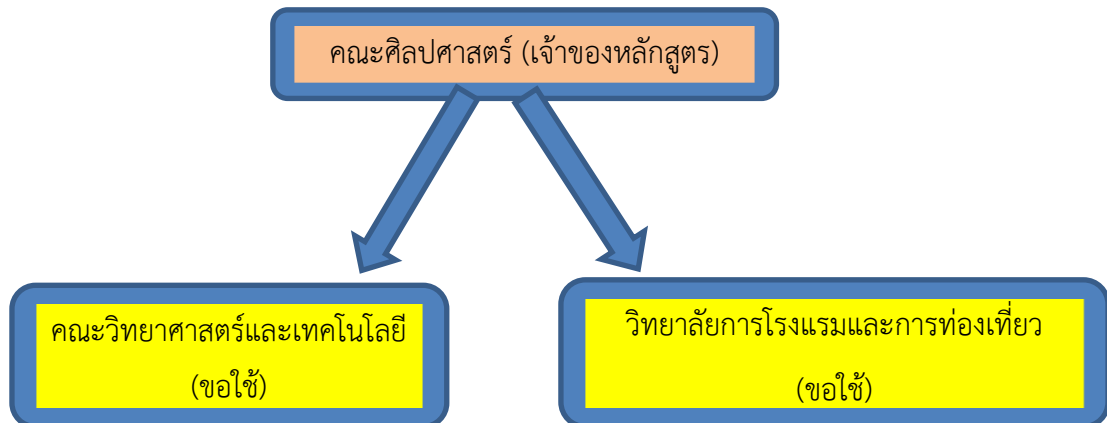 คณะศิลปศาสตร์ (เจ้าของหลักสูตร)
คณะวิทยาศาสตร์และเทคโนโลยี
(ขอใช้)
วิทยาลัยการโรงแรมและการท่องเที่ยว
(ขอใช้)